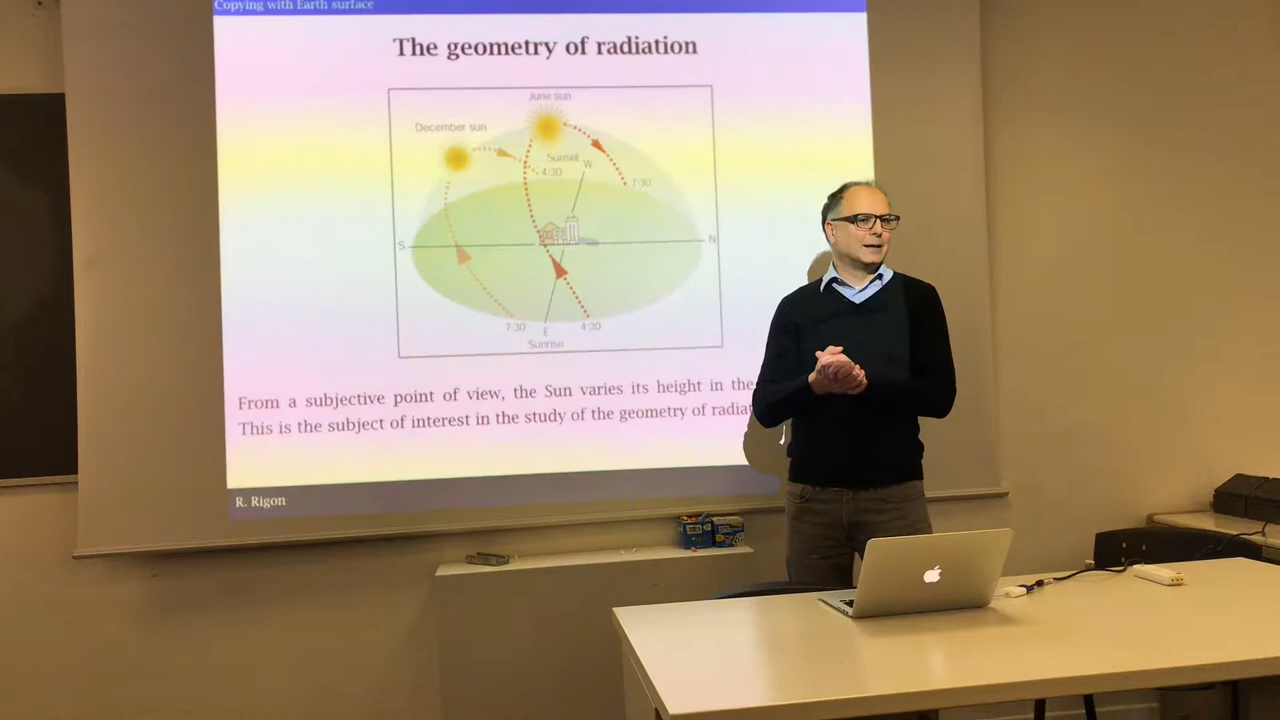 Copying with Earth surface
The geometry of radiation
June sun
December sun
Sunset
W
4:30
7:30
S
N
7:30
E
4:30
Sunrise
From a subjective point of view, the Sun varies its height in the
This is the subject of interest in the study of the geometry of radiat
R. Rigon